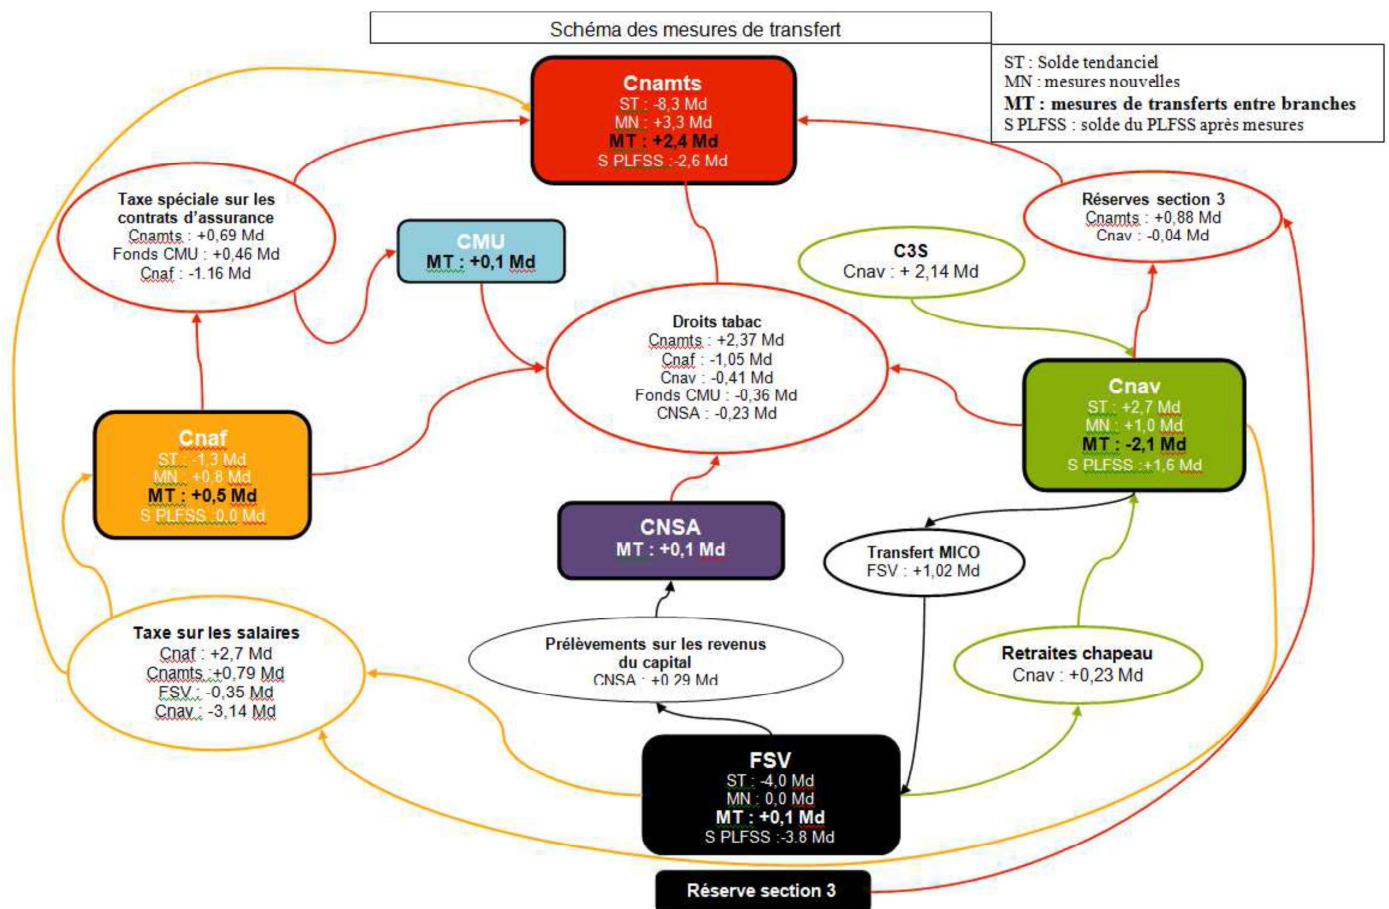 Schéma des mesures de transfert
ST : Solde tendanciel
MN : mesures nouvelles
MT : mesures de transferts entre branches
S PLFSS : solde du PLFSS après mesures
Cnamts
ST : -8,3 Md
MN : +3,3 Md
MT : +2,4 Md
S PLFSS :-2,6 Md
Taxe spéciale sur les
contrats d'assurance
Cnamts : +0,69 Md
Fonds CMU : +0,46 Md
Cnaf : -1.16 Md
CMU
MT : +0,1 Md
C3S
Cnav : + 2,14 Md
Réserves section 3
Cnamts : +0,88 Md
Cnav : -0,04 Md
Droits tabac
Cnamts : +2,37 Md
Cnaf : -1,05 Md
Cnav : -0,41 Md
Fonds CMU : -0,36 Md
CNSA : -0,23 Md
Cnaf
ST : -1,3 Md
MN : +0,8 Md
MT : +0,5 Md
S PLFSS :0,0 Md
Cnav
ST : +2,7 Md
MN : +1,0 Md
MT : -2,1 Md
S PLFSS :+1,6 Md
CNSA
MT : +0,1 Md
Transfert MICO
FSV : +1,02 Md
Taxe sur les salaires
Cnaf : +2,7 Md
Cnamts :+0,79 Md
FSV : -0,35 Md
Cnav : -3,14 Md
Prélèvements sur les revenus
du capital
CNSA : +0,29 Md
Retraites chapeau
Cnav : +0,23 Md
FSV
ST : -4,0 Md
MN : 0,0 Md
MT : +0,1 Md
S PLFSS :-3.8 Md
Réserve section 3